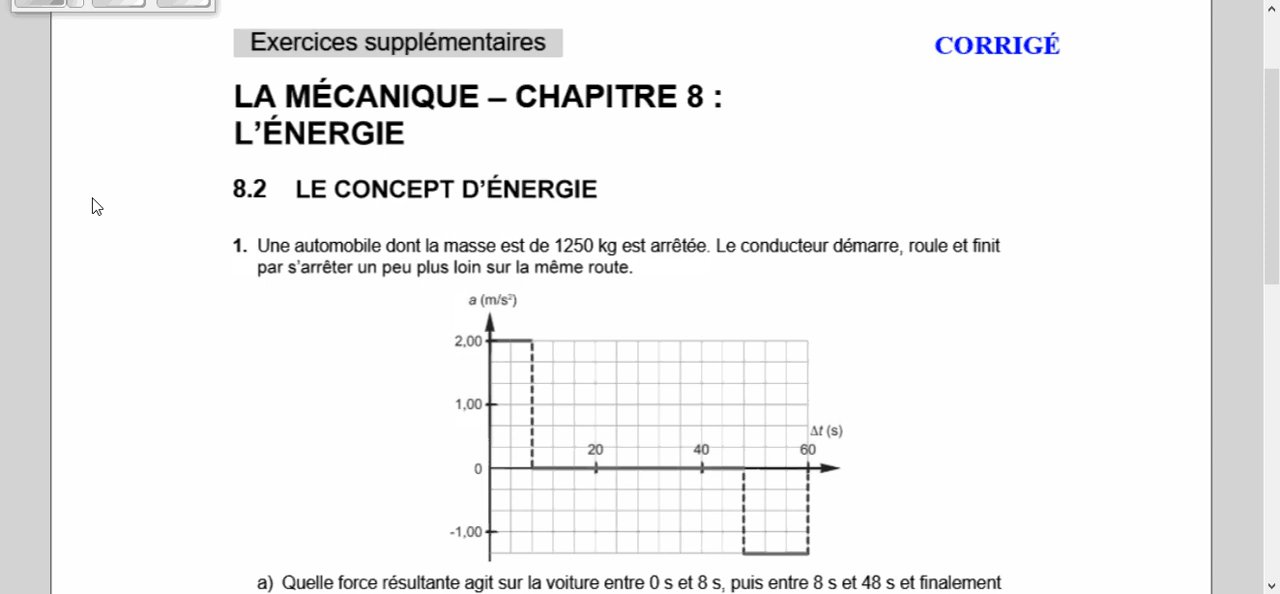 Exercices supplémentaires
CORRIGÉ
LA MÉCANIQUE – CHAPITRE 8 :
L'ÉNERGIE
8.2 LE CONCEPT D'ÉNERGIE
1. Une automobile dont la masse est de 1250 kg est arrêtée. Le conducteur démarre, roule et finit
par s'arrêter un peu plus loin sur la même route.
a (m/s²)
2,00
1,00
Δt (s)
20 40 60
0
-1,00
a) Quelle force résultante agit sur la voiture entre 0 s et 8 s, puis entre 8 s et 48 s et finalement